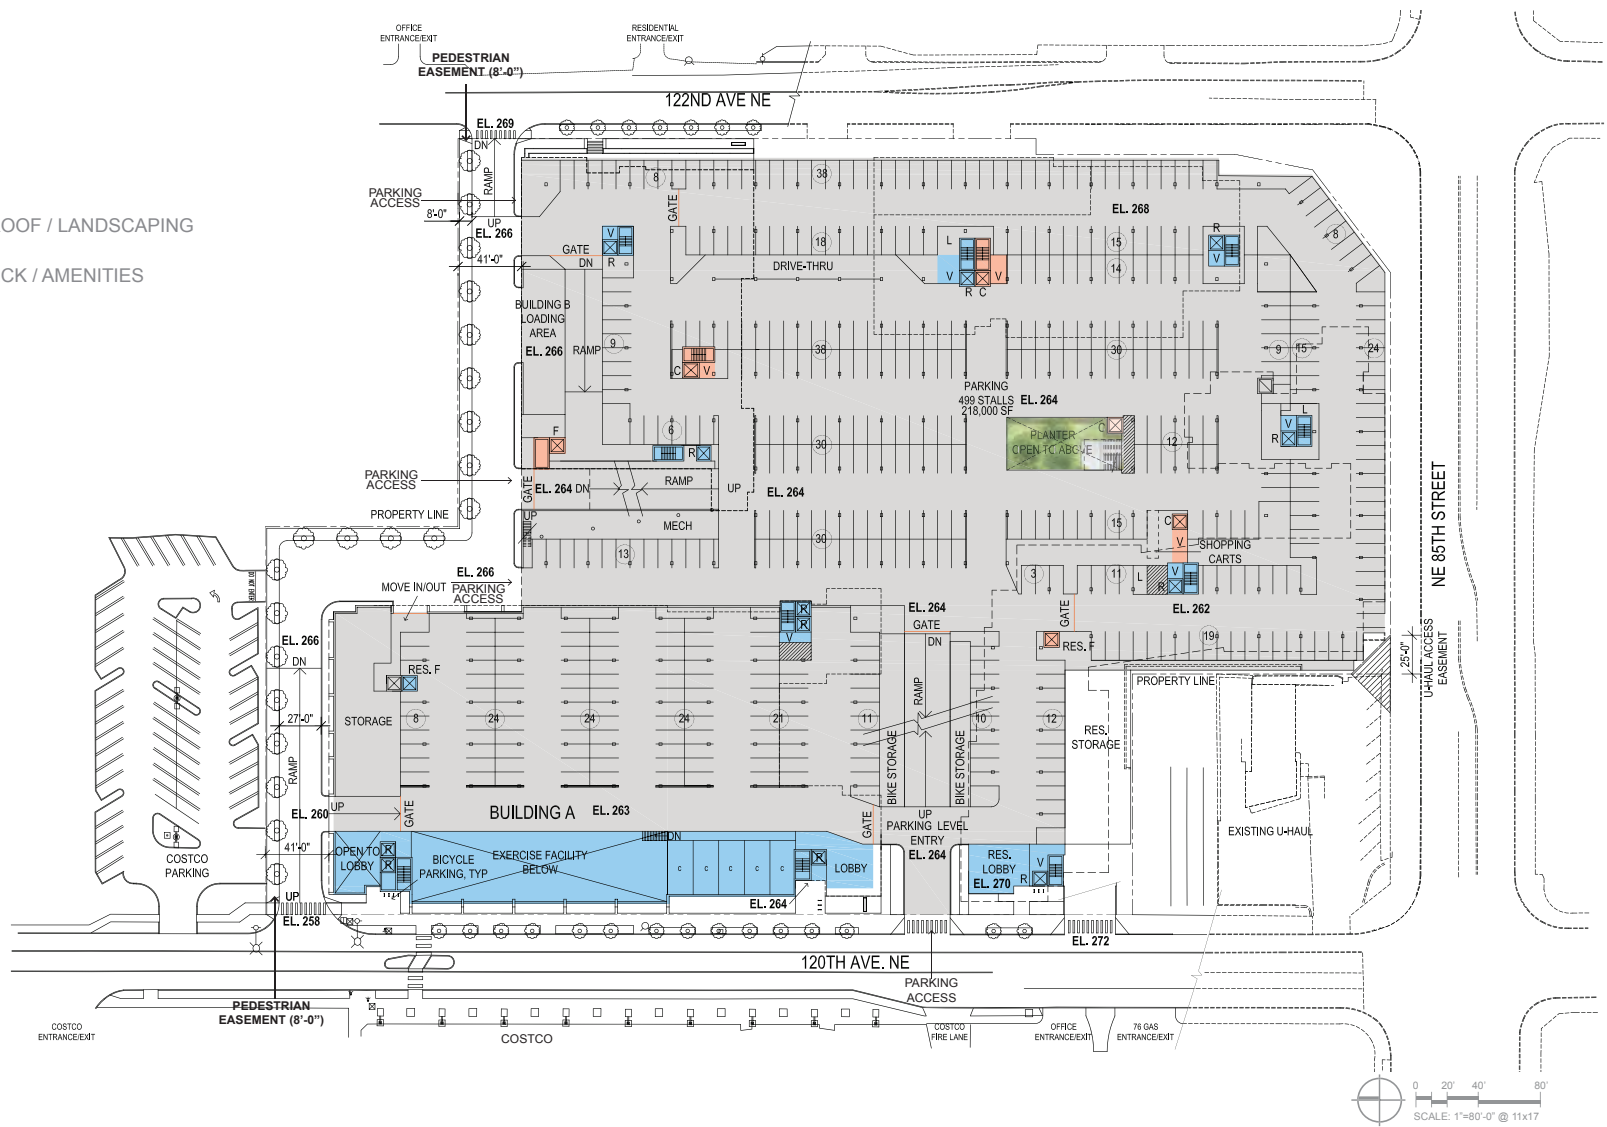 OFFICE
ENTRANCE/EXIT
RESIDENTIAL
ENTRANCE/EXIT
PEDESTRIAN
EASEMENT (8'-0")
122ND AVE NE
EL. 269
DN
RAMP
PARKING
ACCESS
8'-0"
UP
EL. 266
41'-0"
OOF / LANDSCAPING
CK / AMENITIES
8
38
GATE
EL. 268
8
V
R
GATE
DN
18
DRIVE-THRU
L
V
V
R C
15
14
R
V
BUILDING B
LOADING
AREA
EL. 266
RAMP
9
38
30
9
15
24
C
V
PARKING
499 STALLS
218,000 SF
EL. 264
F
6
R
30
PLANTER
OPEN TO ABOVE
C
12
L
V
R
PARKING
ACCESS
GATE
EL. 264
DN
RAMP
UP
EL. 264
PROPERTY LINE
UP
MECH
13
30
15
C
V
SHOPPING
CARTS
NE 85TH STREET
EL. 266
PARKING
ACCESS
MOVE IN/OUT
3
11
L
V
R
EL. 262
GATE
EL. 264
GATE
DN
19
RES. F
EL. 266
DN
R
R
V
RES. F
25'-0"
U-HAUL ACCESS
EASEMENT
PROPERTY LINE
27'-0"
STORAGE
8
24
24
24
21
11
RAMP
10
12
RES.
STORAGE
RAMP
BIKE STORAGE
BIKE STORAGE
EL. 260
UP
GATE
BUILDING A
EL. 263
GATE
UP
PARKING LEVEL
ENTRY
EL. 264
EXISTING U-HAUL
41'-0"
COSTCO
PARKING
OPEN TO
LOBBY
R
R
BICYCLE
PARKING, TYP
EXERCISE FACILITY
BELOW
DN
C C C C C
R
R
LOBBY
RES.
LOBBY
EL. 270
V
R
UP
EL. 258
EL. 264
EL. 272
120TH AVE. NE
PARKING
ACCESS
PEDESTRIAN
EASEMENT (8'-0")
COSTCO
ENTRANCE/EXIT
COSTCO
COSTCO
FIRE LANE
OFFICE
ENTRANCE/EXIT
76 GAS
ENTRANCE/EXIT
0 20' 40' 80'
SCALE: 1"=80'-0" @ 11x17